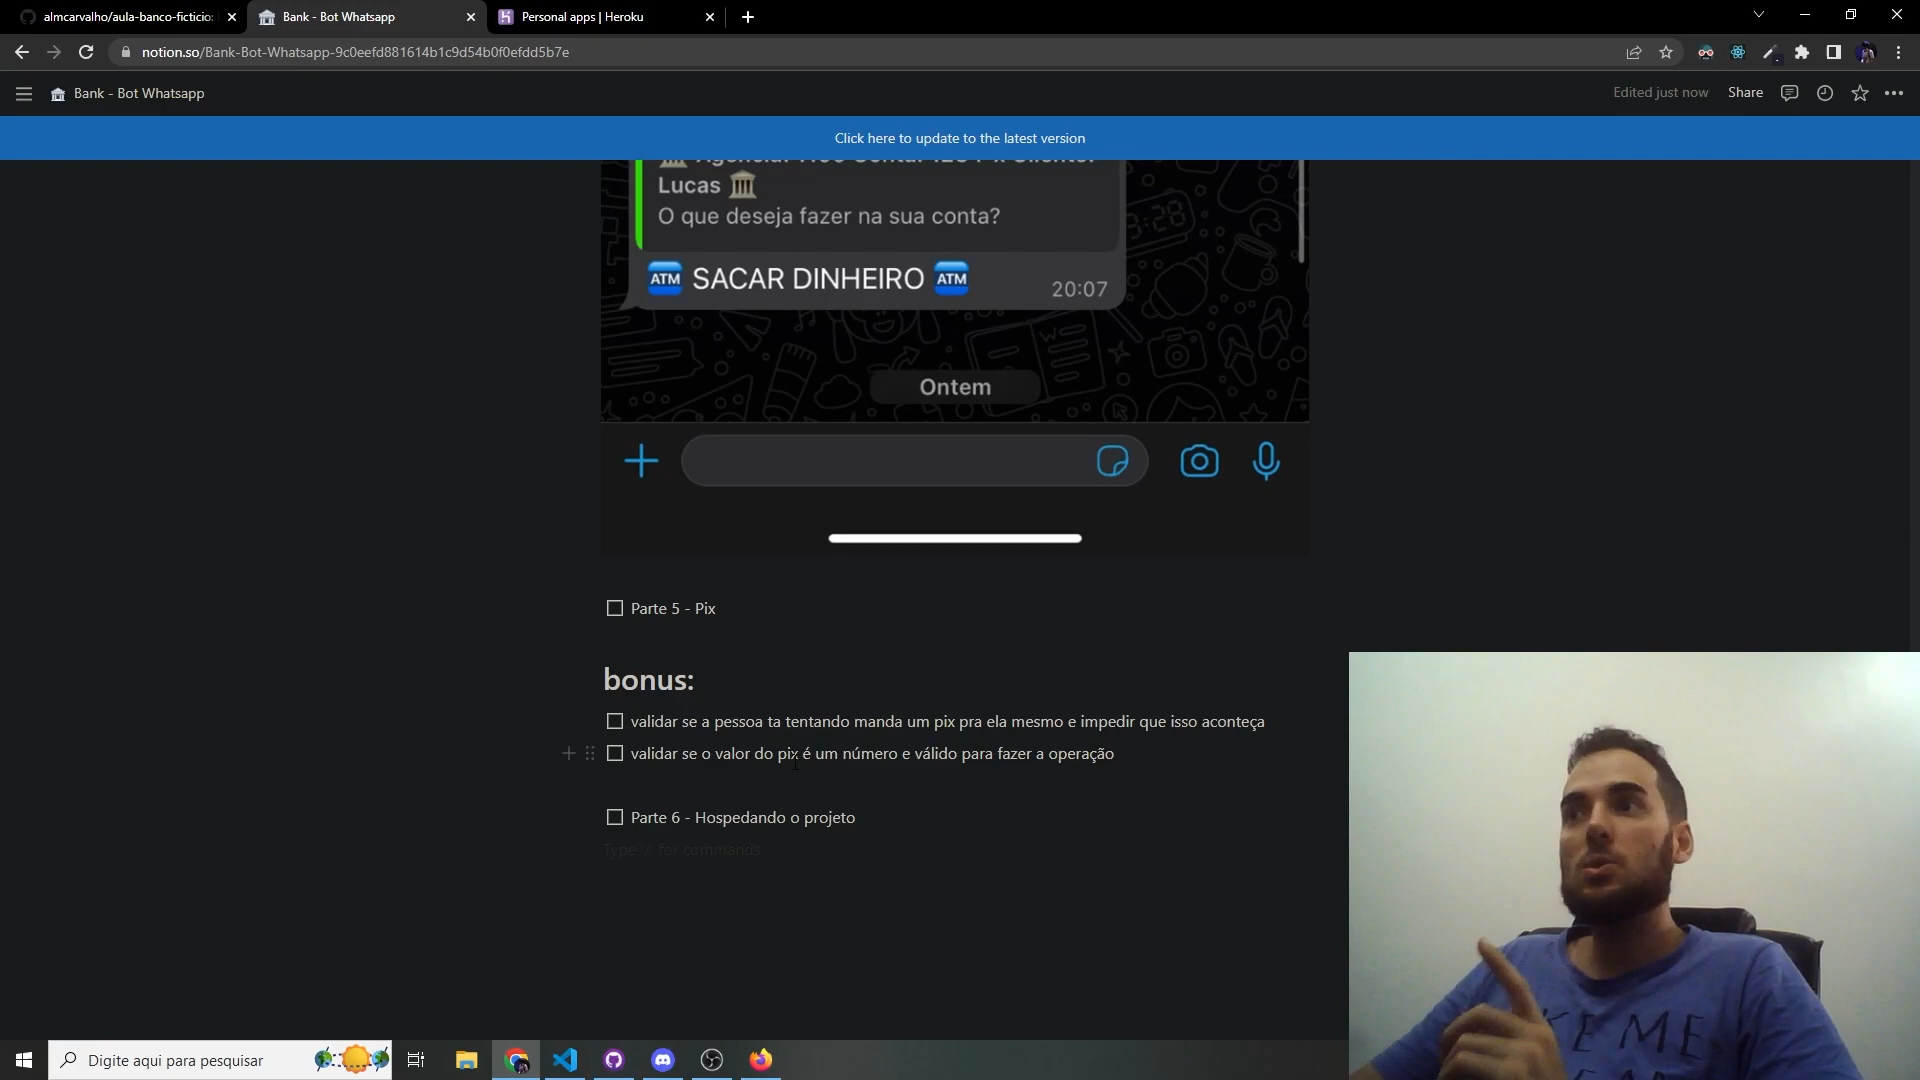 almcarvalho/aula-banco-ficticio:
Bank - Bot Whatsapp
Personal apps | Heroku
notion.so/Bank-Bot-Whatsapp-9c0eefd881614b1c9d54b0f0efdd5b7e
Bank - Bot Whatsapp
Edited just now
Share
Click here to update to the latest version
Lucas
O que deseja fazer na sua conta?
ATM SACAR DINHEIRO ATM
20:07
Ontem
Parte 5 - Pix
bonus:
validar se a pessoa ta tentando manda um pix pra ela mesmo e impedir que isso aconteça
validar se o valor do pix é um número e válido para fazer a operação
Parte 6 - Hospedando o projeto
Type '/' for commands
Digite aqui para pesquisar